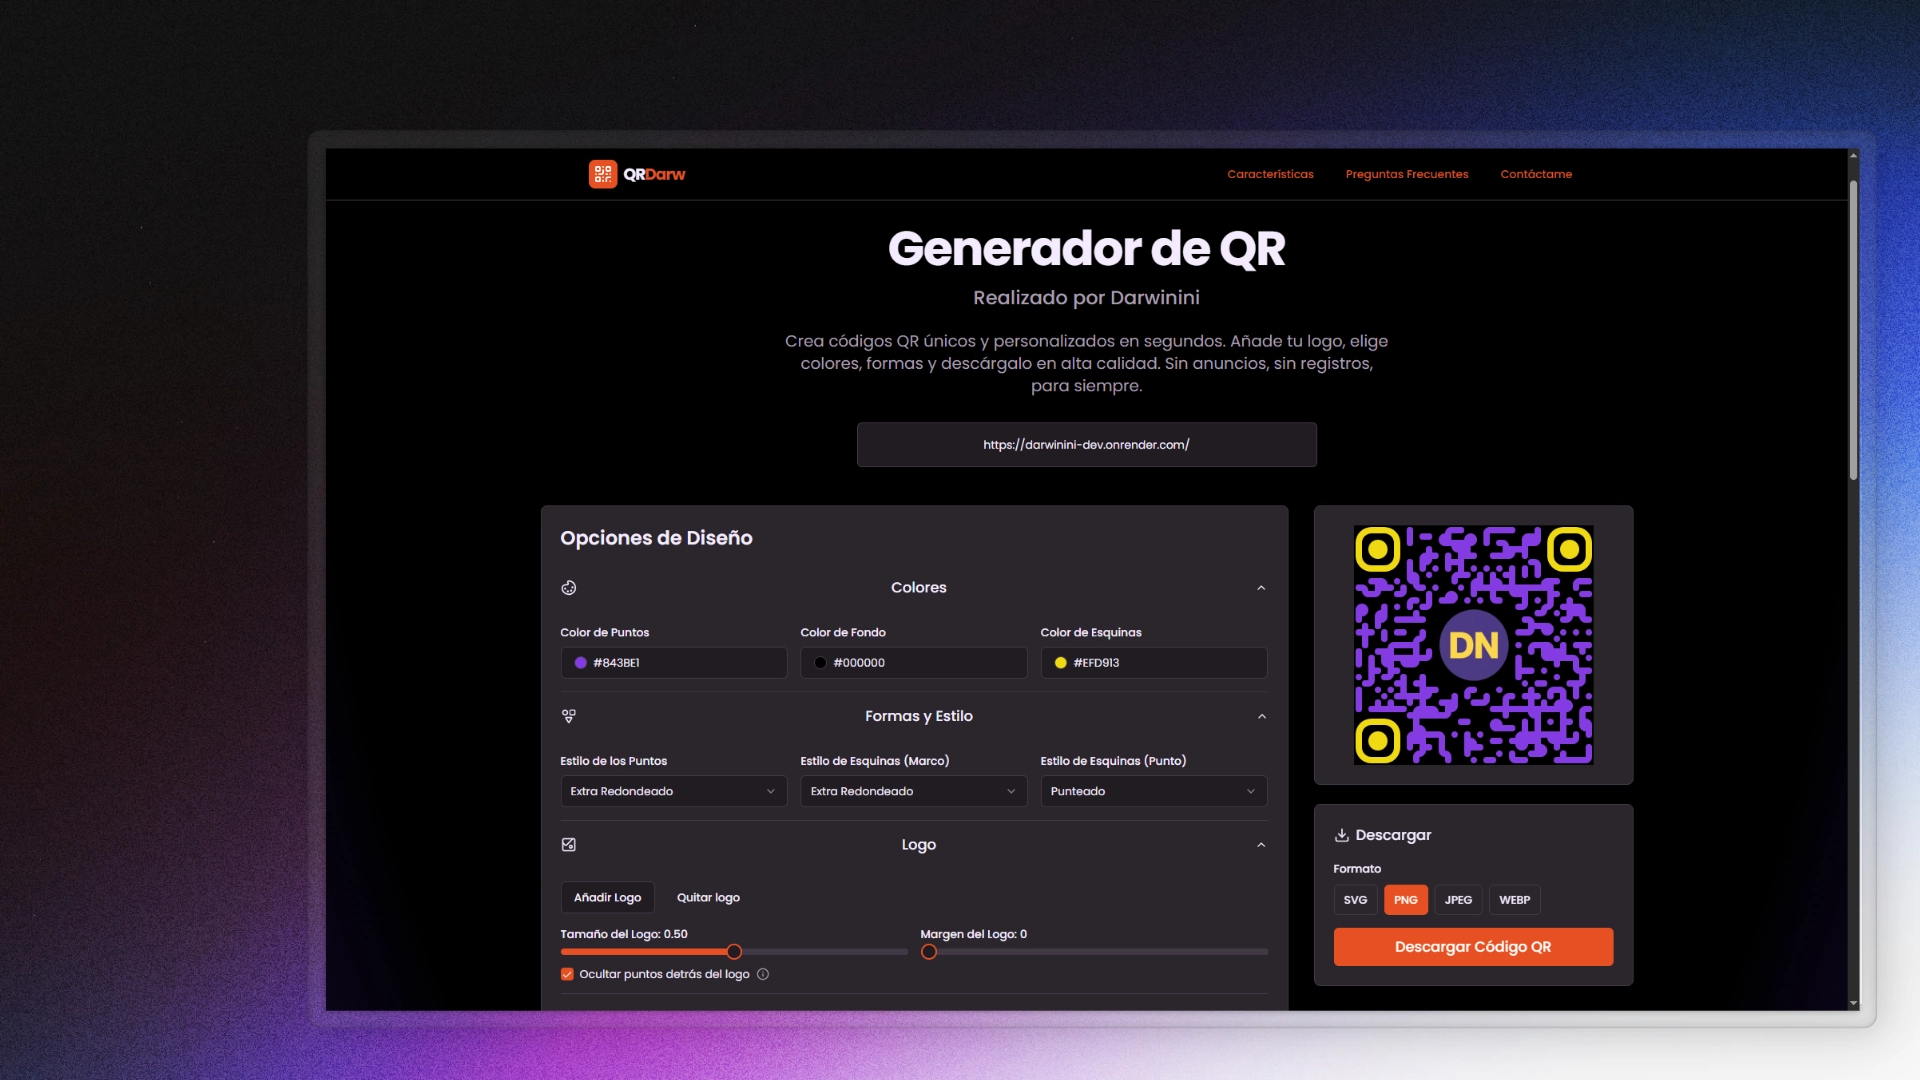 QRDarw
Características
Preguntas Frecuentes
Contáctame
Generador de QR
Realizado por Darwinini
Crea códigos QR únicos y personalizados en segundos. Añade tu logo, elige
colores, formas y descárgalo en alta calidad. Sin anuncios, sin registros,
para siempre.
https://darwinini-dev.onrender.com/
Opciones de Diseño
Colores
Color de Puntos
Color de Fondo
Color de Esquinas
#843BE1
#000000
#EFD913
Formas y Estilo
Estilo de los Puntos
Estilo de Esquinas (Marco)
Estilo de Esquinas (Punto)
Extra Redondeado
Extra Redondeado
Punteado
Logo
Añadir Logo
Quitar logo
Tamaño del Logo: 0.50
Margen del Logo: 0
Ocultar puntos detrás del logo
DN
Descargar
Formato
SVG
PNG
JPEG
WEBP
Descargar Código QR